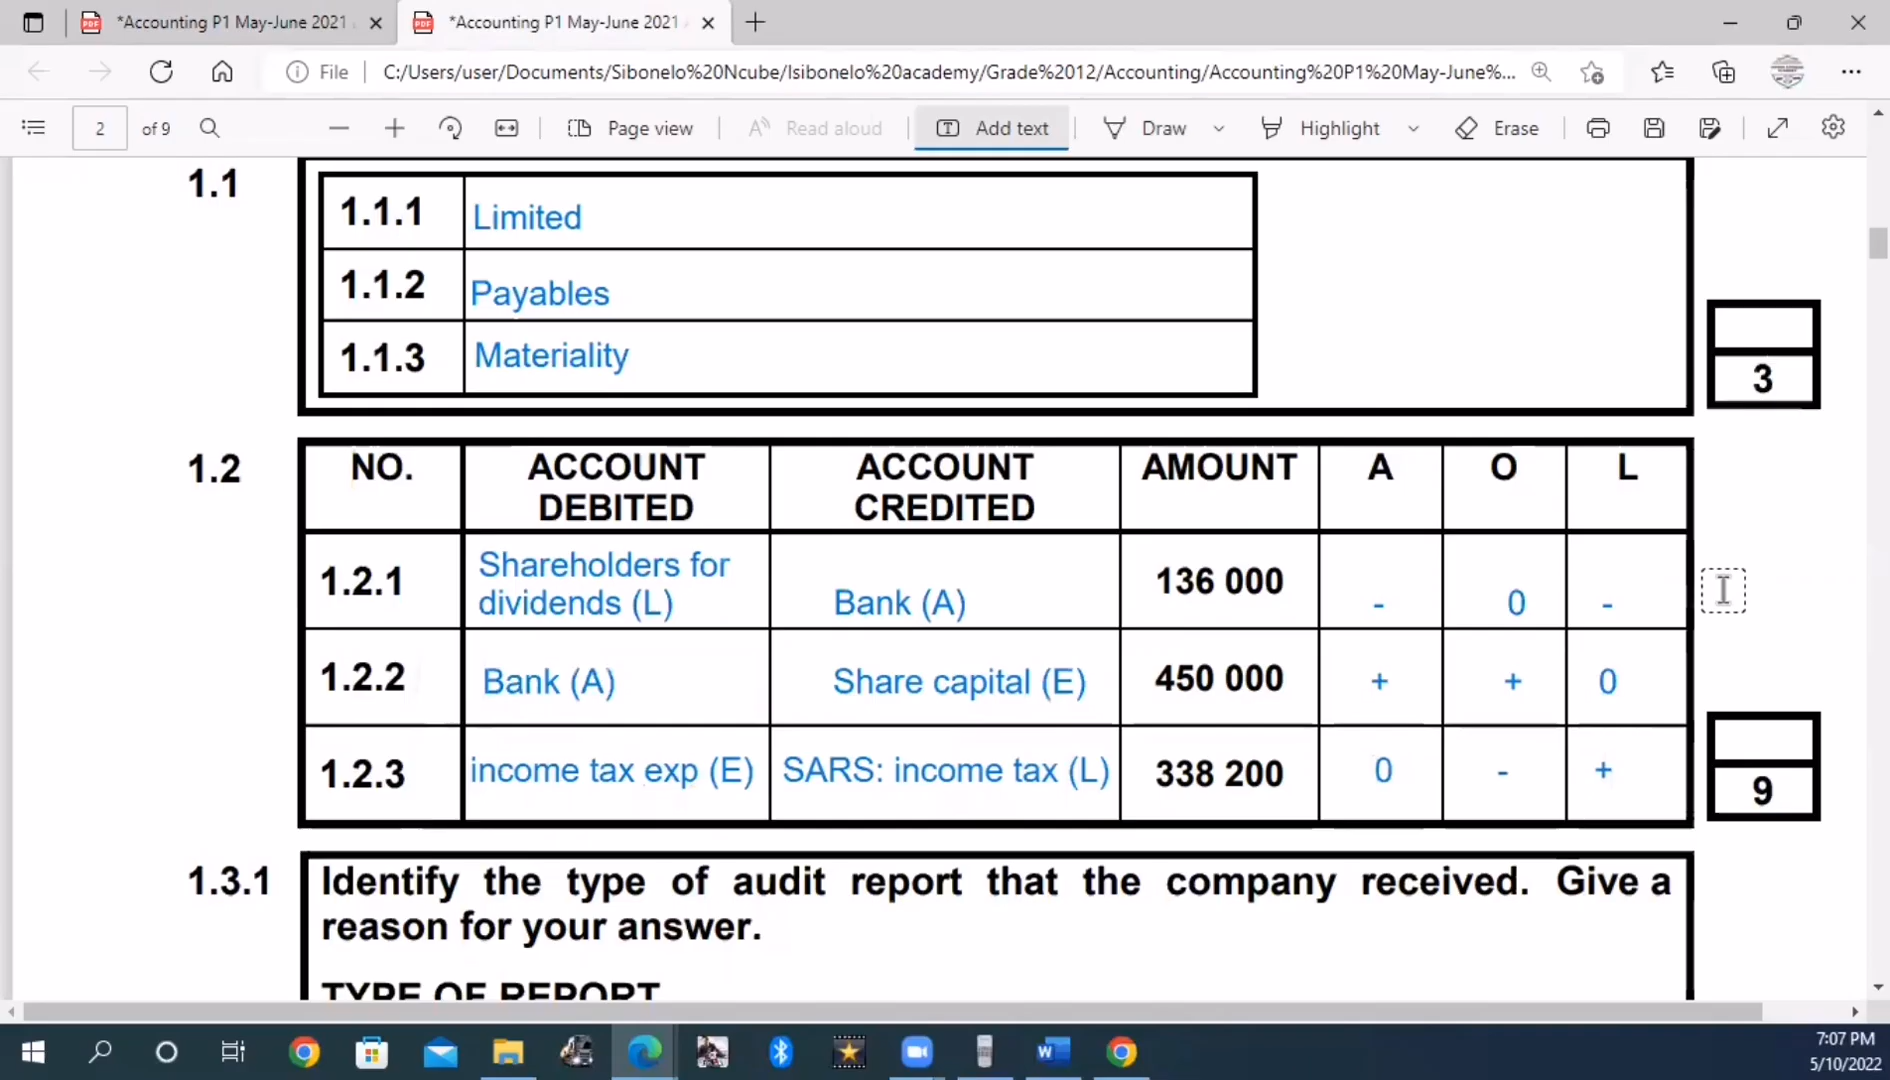 *Accounting P1 May-June 2021
*Accounting P1 May-June 2021
File C:/Users/user/Documents/Sibonelo%20Ncube/Isibonelo%20academy/Grade%2012/Accounting/Accounting%20P1%20May-June%...
2 of 9 Page view Read aloud Add text Draw Highlight Erase
1.1
1.1.1 Limited
1.1.2 Payables
1.1.3 Materiality
3
1.2
NO. ACCOUNT DEBITED ACCOUNT CREDITED AMOUNT A O L
1.2.1 Shareholders for dividends (L) Bank (A) 136 000 - 0 -
1.2.2 Bank (A) Share capital (E) 450 000 + + 0
1.2.3 income tax exp (E) SARS: income tax (L) 338 200 0 - +
9
1.3.1 Identify the type of audit report that the company received. Give a
reason for your answer.
TYPE OF REPORT
7:07 PM
5/10/2022